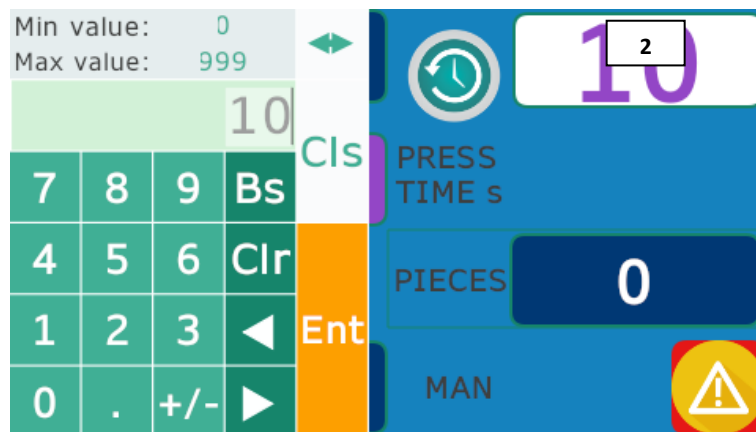 Min value: 0
Max value: 999
10
Cls
7 8 9 Bs
4 5 6 Clr
1 2 3 ◀ Ent
0 . +/- ▶
10
2
PRESS
TIME s
PIECES 0
MAN